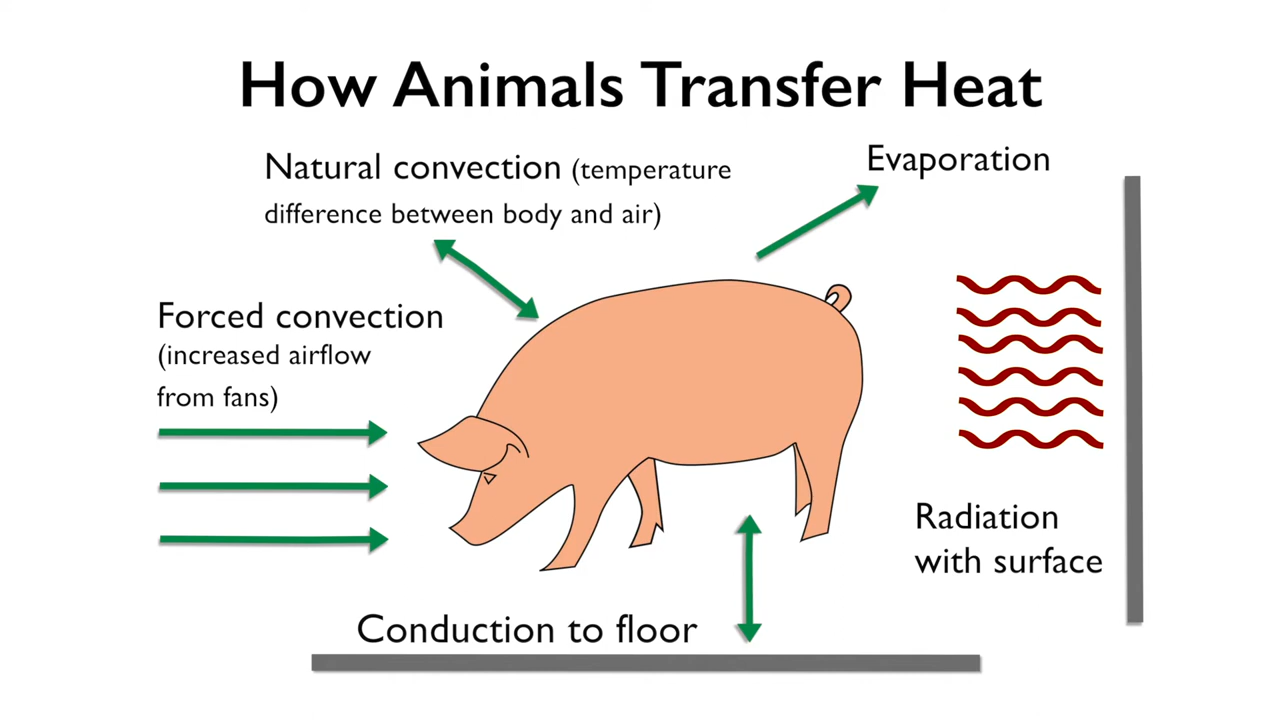 How Animals Transfer Heat
Natural convection (temperature
difference between body and air)
Evaporation
Forced convection
(increased airflow
from fans)
Radiation
with surface
Conduction to floor